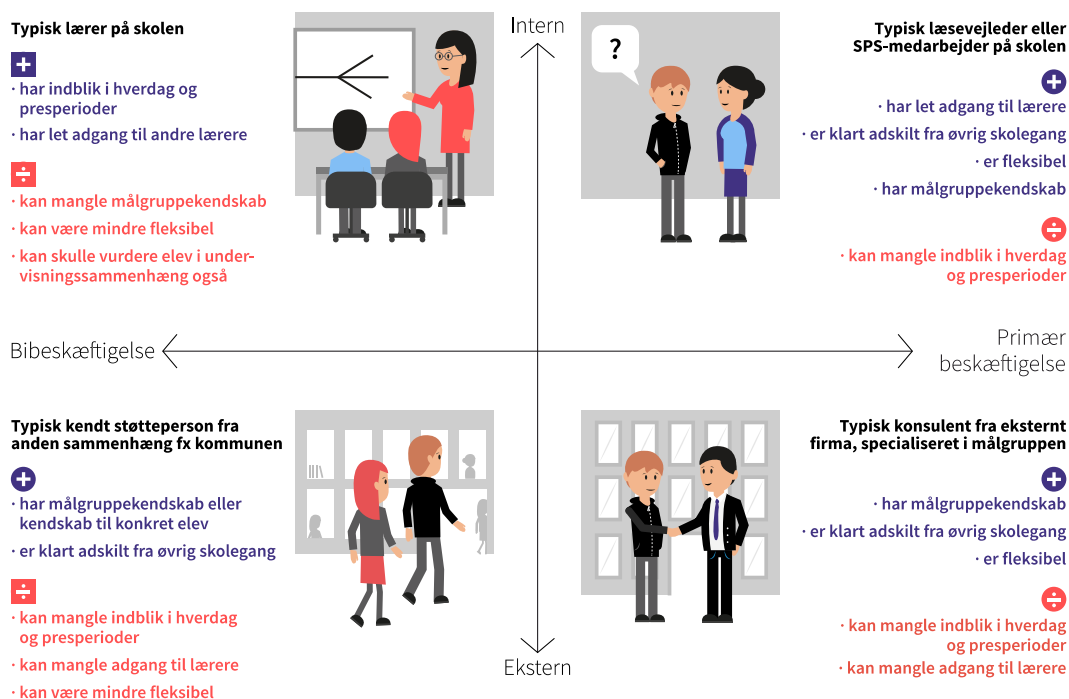 Intern
Typisk lærer på skolen
+
· har indblik i hverdag og
presperioder
· har let adgang til andre lærere
÷
· kan mangle målgruppekendskab
· kan være mindre fleksibel
· kan skulle vurdere elev i under-
visningssammenhæng også
?
Typisk læsevejleder eller
SPS-medarbejder på skolen
+
· har let adgang til lærere
· er klart adskilt fra øvrig skolegang
· er fleksibel
· har målgruppekendskab
÷
· kan mangle indblik i hverdag
og presperioder
Bibeskæftigelse
Primær
beskæftigelse
Typisk kendt støtteperson fra
anden sammenhæng fx kommunen
+
· har målgruppekendskab eller
kendskab til konkret elev
· er klart adskilt fra øvrig skolegang
÷
· kan mangle indblik i hverdag
og presperioder
· kan mangle adgang til lærere
· kan være mindre fleksibel
Typisk konsulent fra eksternt
firma, specialiseret i målgruppen
+
· har målgruppekendskab
· er klart adskilt fra øvrig skolegang
· er fleksibel
÷
· kan mangle indblik i hverdag
og presperioder
· kan mangle adgang til lærere
Ekstern